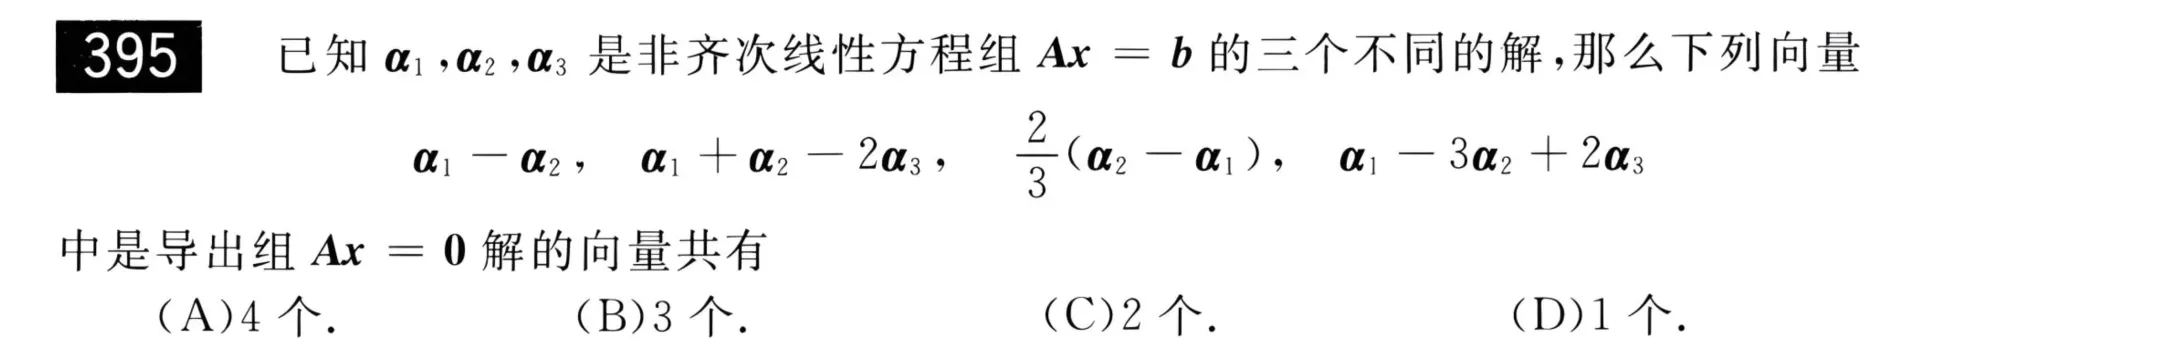 395 已知 α₁,α₂,α₃ 是非齐次线性方程组 Ax = b 的三个不同的解,那么下列向量
α₁ − α₂, α₁ + α₂ − 2α₃, 2/3(α₂ − α₁), α₁ − 3α₂ + 2α₃
中是导出组 Ax = 0 解的向量共有
(A)4 个. (B)3 个. (C)2 个. (D)1 个.